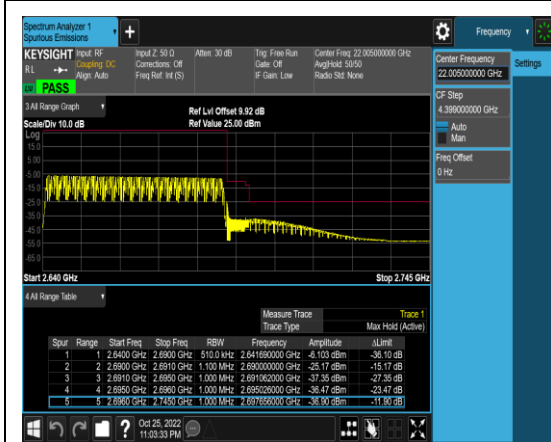 Spectrum Analyzer 1
Spurious Emissions
Frequency
KEYSIGHT Input: RF Input Z: 50 Ω Atten: 30 dB Trig: Free Run Center Freq: 22.005000000 GHz
RL Coupling: DC Corrections: Off Gate: Off Avg|Hold: 50/50
Align: Auto Freq Ref: Int (S) IF Gain: Low Radio Std: None
PASS
Center Frequency
22.005000000 GHz
Settings
CF Step
4.399000000 GHz
Auto
Man
Freq Offset
0 Hz
3 All Range Graph
Ref Lvl Offset 9.92 dB
Scale/Div 10.0 dB Ref Value 25.00 dBm
Log
15.0
5.00
-5.00
-15.0
-25.0
-35.0
-45.0
-55.0
-65.0
Start 2.640 GHz Stop 2.745 GHz
4 All Range Table
Measure Trace Trace 1
Trace Type Max Hold (Active)
Spur Range Start Freq Stop Freq RBW Frequency Amplitude ΔLimit
1 1 2.6400 GHz 2.6900 GHz 510.0 kHz 2.641690000 GHz -6.103 dBm -36.10 dB
2 2 2.6900 GHz 2.6910 GHz 1.100 MHz 2.690000000 GHz -25.17 dBm -15.17 dB
3 3 2.6910 GHz 2.6950 GHz 1.000 MHz 2.691062000 GHz -37.35 dBm -27.35 dB
4 4 2.6950 GHz 2.6960 GHz 1.000 MHz 2.695026000 GHz -36.47 dBm -23.47 dB
5 5 2.6960 GHz 2.7450 GHz 1.000 MHz 2.697656000 GHz -36.90 dBm -11.90 dB
Oct 25, 2022
11:03:33 PM